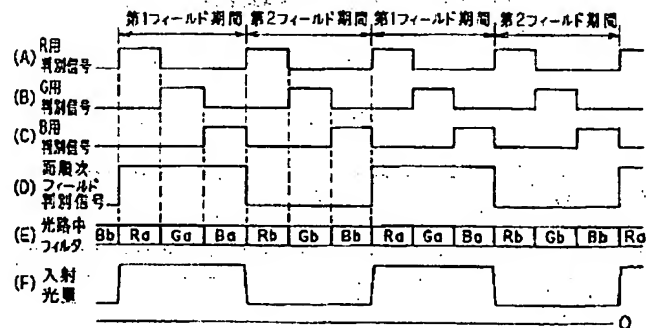 第1フィールド期間 第2フィールド期間 第1フィールド期間 第2フィールド期間
(A) R用
判別信号
(B) G用
判別信号
(C) B用
判別信号
(D) 面順次
フィールド
判別信号
(E) 光路中
フィルタ
Bb Ra Ga Ba Rb Gb Bb Ra Ga Ba Rb Gb Bb Ra
(F) 入射
光量
0